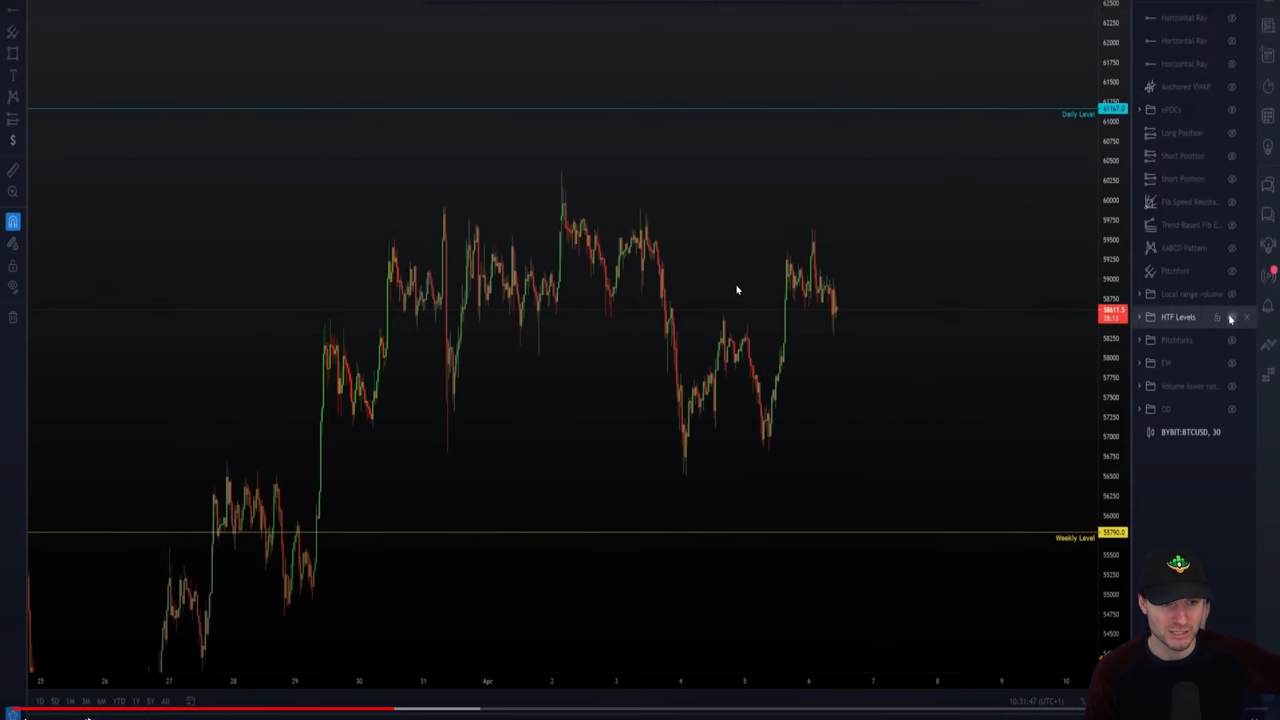 62500
62250
62000
61750
61500
61250
61167.0
Daily Level
61000
60750
60500
60250
60000
59750
59500
59250
59000
58750
58611.5
28:13
58250
58000
57750
57500
57250
57000
56750
56500
56250
56000
55790.0
Weekly Level
55500
55250
55000
54750
54500
25
26
27
28
29
30
31
Apr
2
3
4
5
6
7
8
9
10
1D 5D 1M 3M 6M YTD 1Y 5Y All
10:31:47 (UTC+1)
%
Horizontal Ray
Horizontal Ray
Horizontal Ray
Anchored VWAP
nPOCs
Long Position
Short Position
Short Position
Fib Speed Resista...
Trend-Based Fib E...
XABCD Pattern
Pitchfork
Local range volume
HTF Levels
Pitchforks
EW
Volume lower ran...
OD
BYBIT:BTCUSD, 30